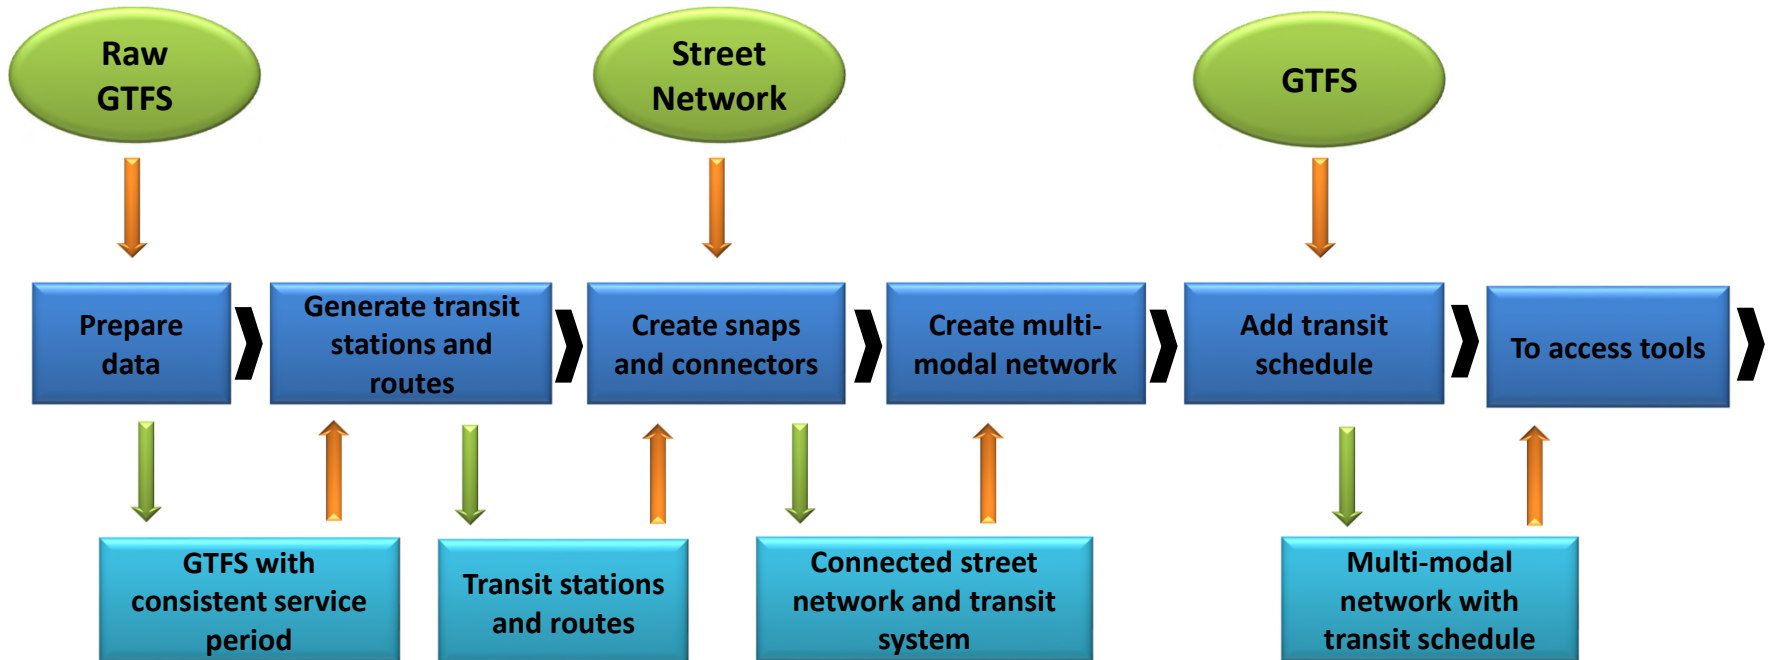 Raw
GTFS
Street
Network
GTFS
Prepare
data
Generate transit
stations and
routes
Create snaps
and connectors
Create multi-
modal network
Add transit
schedule
To access tools
GTFS with
consistent service
period
Transit stations
and routes
Connected street
network and transit
system
Multi-modal
network with
transit schedule